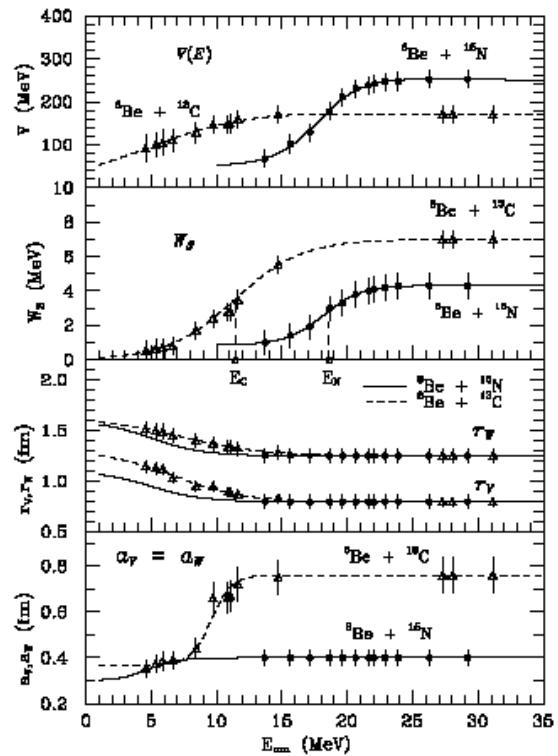 400
V(E)
⁹Be + ¹⁵N
300
V (MeV)
200
⁹Be + ¹³C
100
10
8
⁹Be + ¹³C
W_S
6
W_S (MeV)
4
2
⁹Be + ¹⁵N
0
E_C
E_N
2.0
⁹Be + ¹⁵N
⁹Be + ¹³C
1.5
r_W
r_V,r_W (fm)
1.0
r_V
0.5
a_V = a_W
⁹Be + ¹³C
0.8
a_V,a_W (fm)
0.6
⁹Be + ¹⁵N
0.4
0.2
0 5 10 15 20 25 30 35
E_cm (MeV)